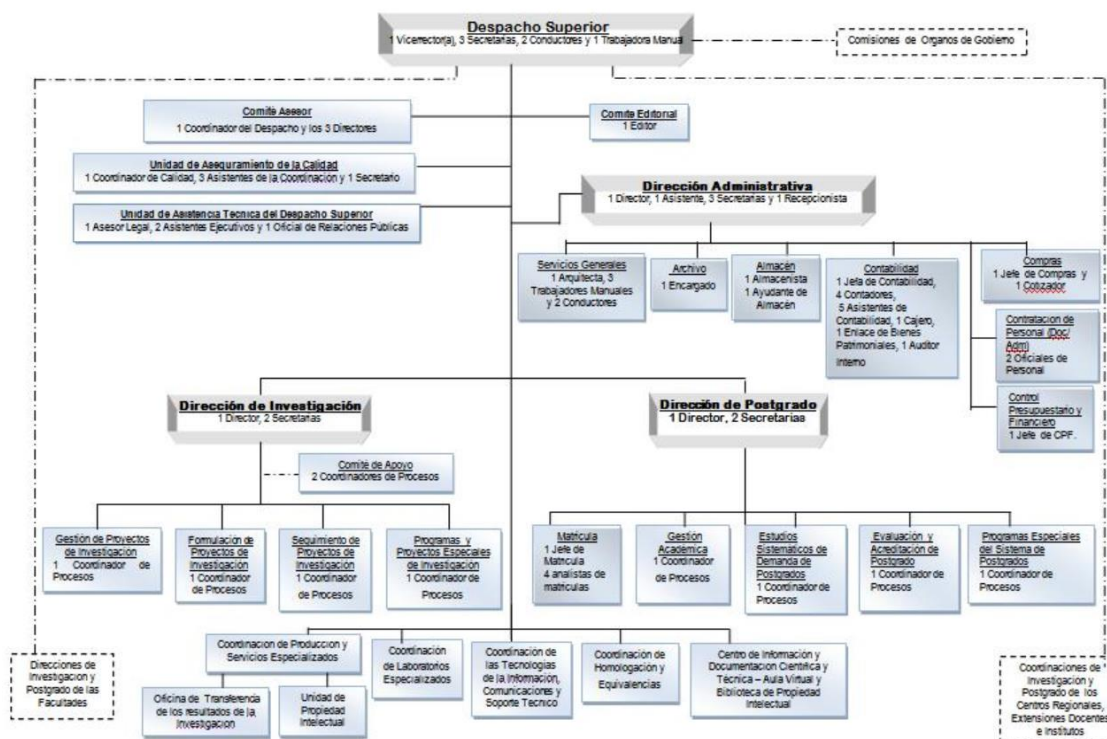 Despacho Superior
1 Vicerrector(a), 3 Secretarias, 2 Conductores y 1 Trabajadora Manual
Comisiones de Organos de Gobierno
Comité Asesor
1 Coordinador del Despacho y los 3 Directores
Comite Editorial
1 Editor
Unidad de Aseguramiento de la Calidad
1 Coordinador de Calidad, 3 Asistentes de la Coordinación y 1 Secretario
Unidad de Asistencia Técnica del Despacho Superior
1 Asesor Legal, 2 Asistentes Ejecutivos y 1 Oficial de Relaciones Públicas
Dirección Administrativa
1 Director, 1 Asistente, 3 Secretarias y 1 Recepcionista
Servicios Generales
1 Arquitecta, 3
Trabajadores Manuales
y 2 Conductores
Archivo
1 Encargado
Almacén
1 Almacenista
1 Ayudante de
Almacén
Contabilidad
1 Jefa de Contabilidad,
4 Contadores,
5 Asistentes de
Contabilidad, 1 Cajero,
1 Enlace de Bienes
Patrimoniales, 1 Auditor
Interno
Compras
1 Jefe de Compras y
1 Cotizador
Contratacion de
Personal (Doc/
Adm)
2 Oficiales de
Personal
Control
Presupuestario y
Financiero
1 Jefe de CPF.
Dirección de Investigación
1 Director, 2 Secretarias
Dirección de Postgrado
1 Director, 2 Secretarias
Comité de Apoyo
2 Coordinadores de Procesos
Gestión de Proyectos
de Investigación
1 Coordinador de
Procesos
Formulación de
Proyectos de
Investigación
1 Coordinador
de Procesos
Seguimiento de
Proyectos de
Investigación
1 Coordinador
de Procesos
Programas y
Proyectos Especiales
de Investigación
1 Coordinador de
Procesos
Matrícula
1 Jefe de
Matricula
4 analistas de
matriculas
Gestión
Académica
1 Coordinador
de Procesos
Estudios
Sistemáticos de
Demanda de
Postgrados
1 Coordinador de
Procesos
Evaluación y
Acreditación de
Postgrado
1 Coordinador de
Procesos
Programas Especiales
del Sistema de
Postgrados
1 Coordinador de
Procesos
Coordinacion de Produccion y
Servicios Especializados
Oficina de Transferencia
de los resultados de la
Investigación
Unidad de
Propiedad
Intelectual
Coordinación
de Laboratorios
Especializados
Coordinación de
las Tecnologías
de la Información,
Comunicaciones y
Soporte Tecnico
Coordinación de
Homologación y
Equivalencias
Centro de Información y
Documentacion Cientifica y
Técnica – Aula Virtual y
Biblioteca de Propiedad
Intelectual
Direcciones de
Investigacion y
Postgrado de las
Facultades
Coordinaciones de
Investigación y
Postgrado de los
Centros Regionales,
Extensiones Docentes
e Institutos